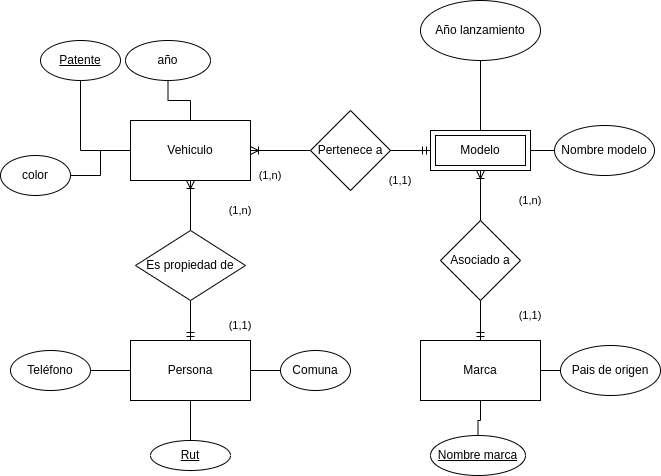 Año lanzamiento
Patente
año
Vehiculo
Pertenece a
Modelo
Nombre modelo
color
(1,n)
(1,1)
(1,n)
(1,n)
Es propiedad de
Asociado a
(1,1)
(1,1)
Teléfono
Persona
Comuna
Marca
Pais de origen
Rut
Nombre marca